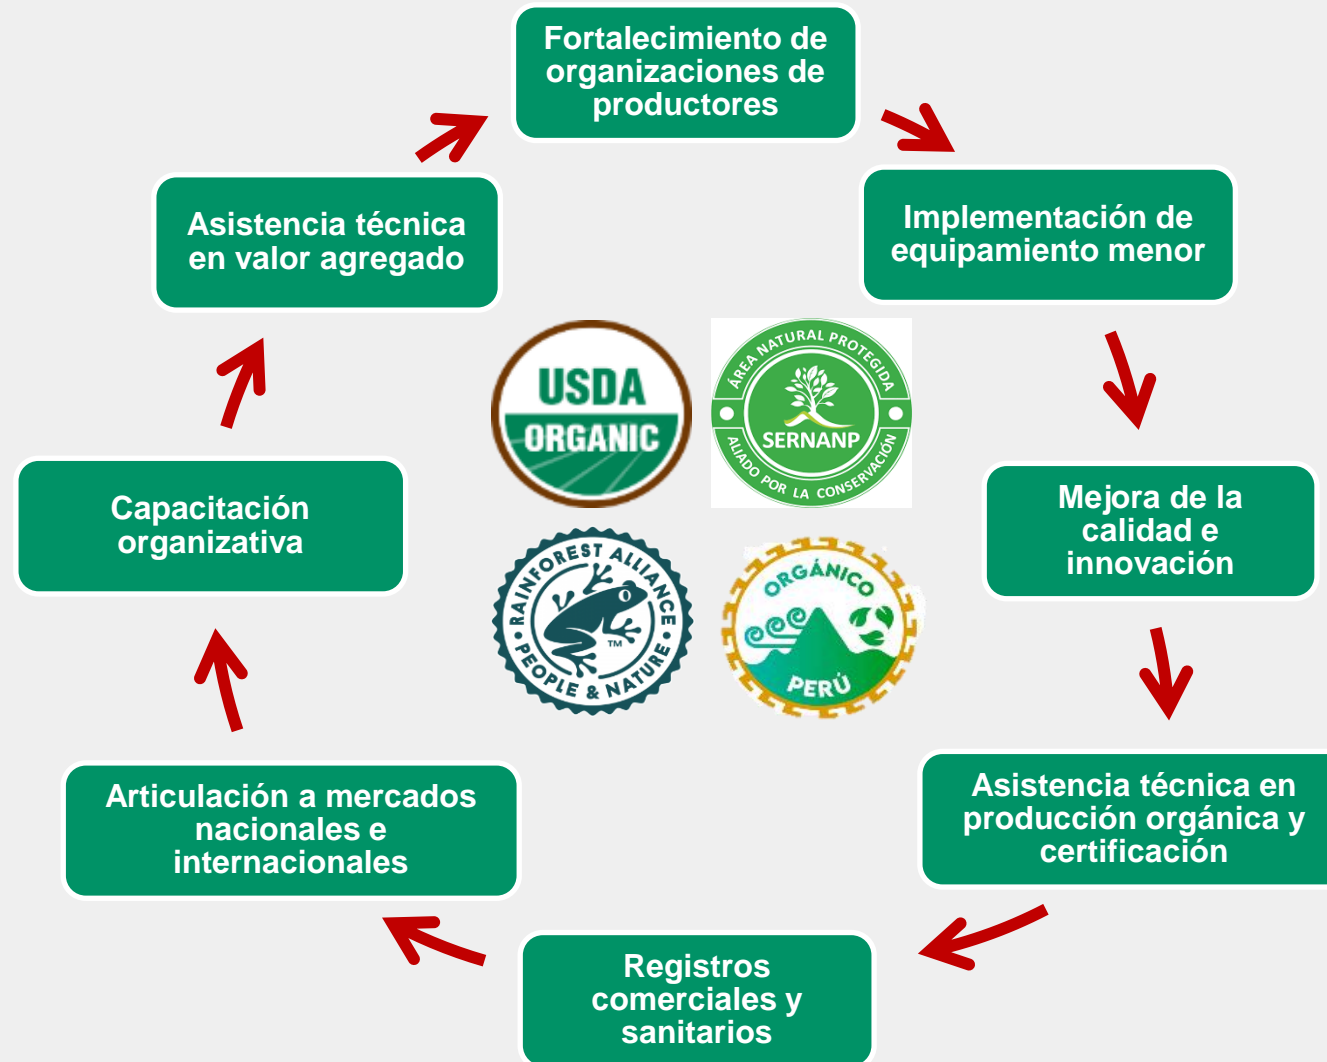 Fortalecimiento de
organizaciones de
productores
Asistencia técnica
en valor agregado
Implementación de
equipamiento menor
USDA
ORGANIC
ÁREA NATURAL PROTEGIDA
SERNANP
ALIADO POR LA CONSERVACIÓN
Capacitación
organizativa
Mejora de la
calidad e
innovación
RAINFOREST ALLIANCE
TM
PEOPLE & NATURE
ORGÁNICO
PERÚ
Articulación a mercados
nacionales e
internacionales
Asistencia técnica en
producción orgánica y
certificación
Registros
comerciales y
sanitarios